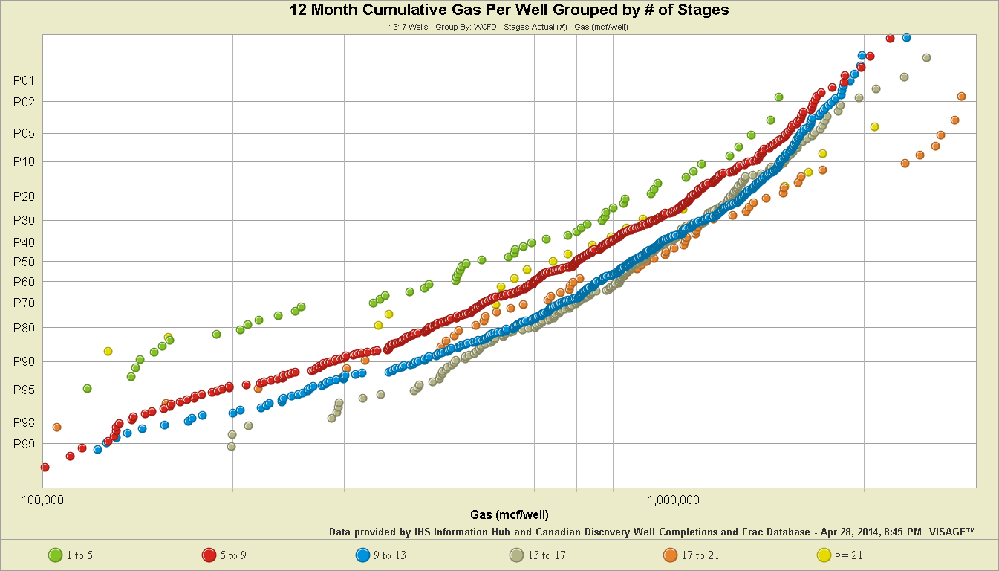 12 Month Cumulative Gas Per Well Grouped by # of Stages
1317 Wells - Group By: WCFD - Stages Actual (#) - Gas (mcf/well)
P01
P02
P05
P10
P20
P30
P40
P50
P60
P70
P80
P90
P95
P98
P99
100,000 1,000,000
Gas (mcf/well)
Data provided by IHS Information Hub and Canadian Discovery Well Completions and Frac Database - Apr 28, 2014, 8:45 PM VISAGE™
1 to 5 5 to 9 9 to 13 13 to 17 17 to 21 >= 21